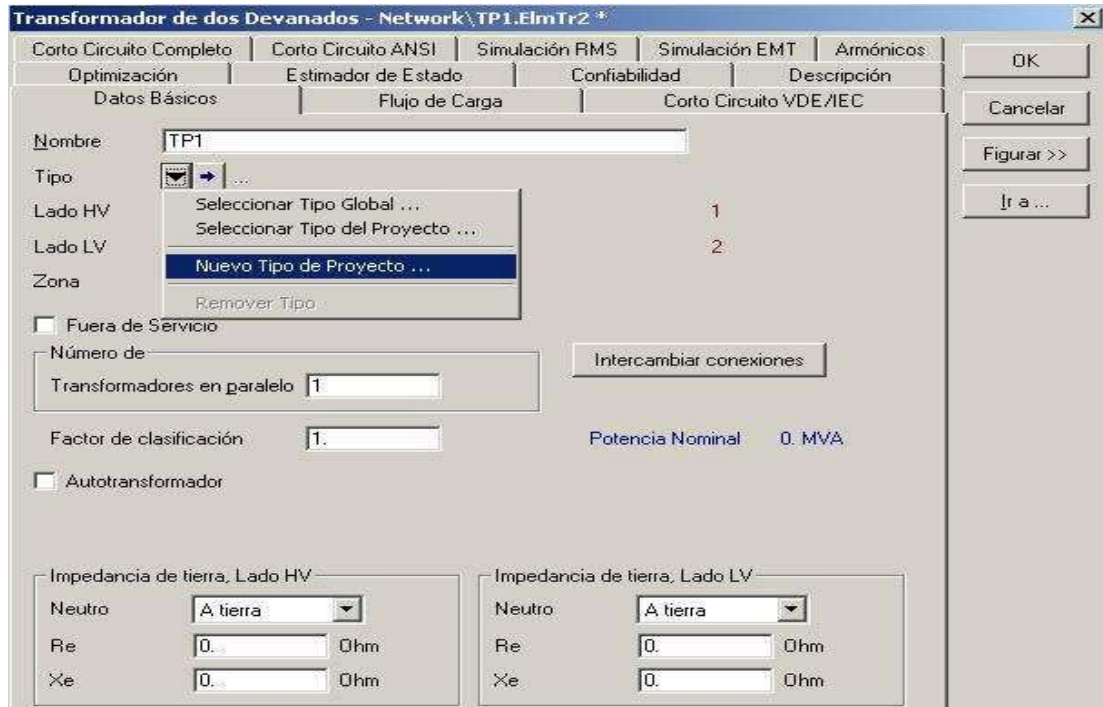 Transformador de dos Devanados - Network\TP1.ElmTr2 *
Corto Circuito Completo Corto Circuito ANSI Simulación RMS Simulación EMT Armónicos
Optimización Estimador de Estado Confiabilidad Descripción
Datos Básicos Flujo de Carga Corto Circuito VDE/IEC
OK
Cancelar
Figurar >>
Ir a ...
Nombre TP1
Tipo ...
Seleccionar Tipo Global ...
Seleccionar Tipo del Proyecto ...
Nuevo Tipo de Proyecto ...
Remover Tipo
Lado HV 1
Lado LV 2
Zona
Fuera de Servicio
Número de
Transformadores en paralelo 1
Intercambiar conexiones
Factor de clasificación 1.
Potencia Nominal 0. MVA
Autotransformador
Impedancia de tierra, Lado HV
Neutro A tierra
Re 0. Ohm
Xe 0. Ohm
Impedancia de tierra, Lado LV
Neutro A tierra
Re 0. Ohm
Xe 0. Ohm